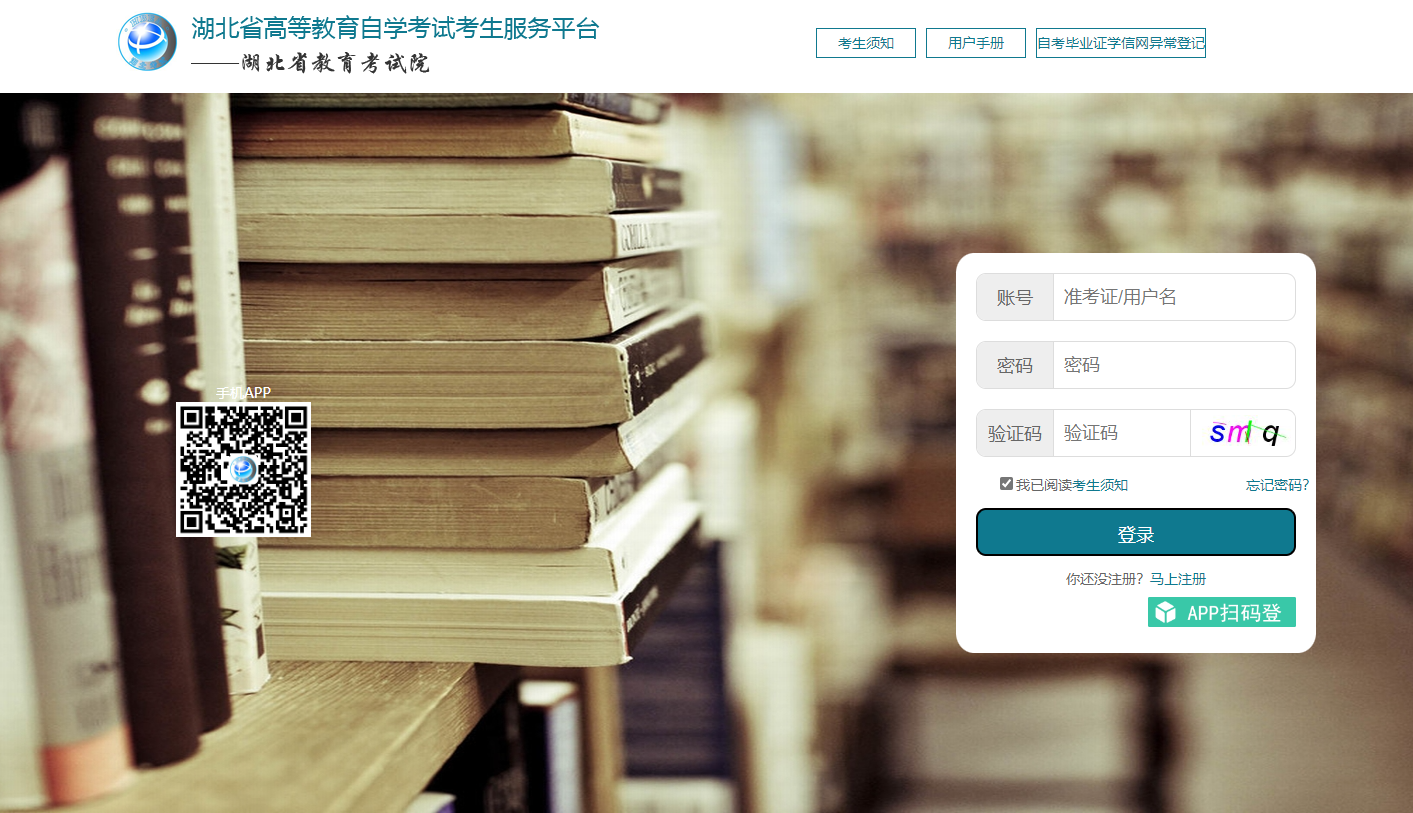 湖北省高等教育自学考试考生服务平台
——湖北省教育考试院
考生须知
用户手册
自考毕业证学信网异常登记
手机APP
账号 准考证/用户名
密码 密码
验证码 验证码 smlq
我已阅读考生须知 忘记密码?
登录
你还没注册? 马上注册
APP扫码登